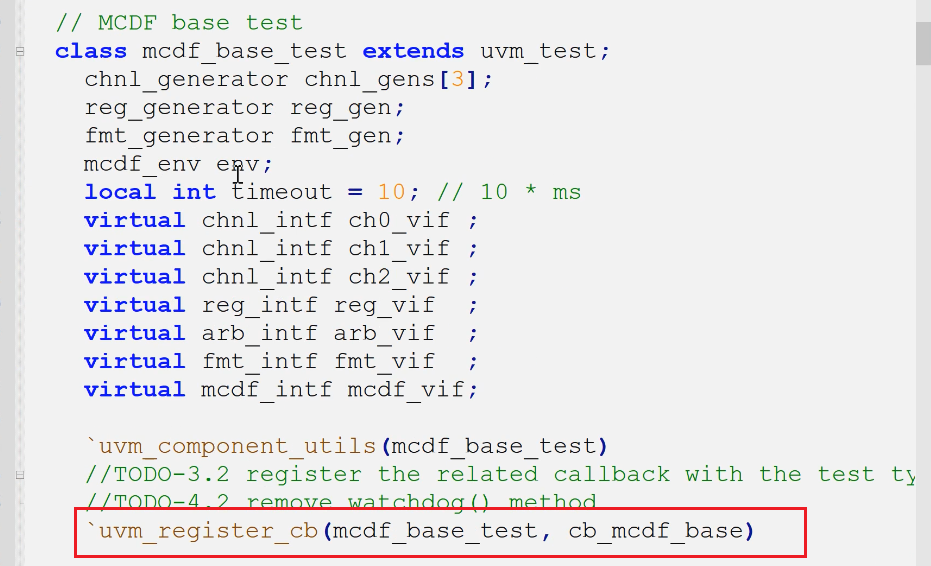 // MCDF base test
class mcdf_base_test extends uvm_test;
chnl_generator chnl_gens[3];
reg_generator reg_gen;
fmt_generator fmt_gen;
mcdf_env env;
local int timeout = 10; // 10 * ms
virtual chnl_intf ch0_vif ;
virtual chnl_intf ch1_vif ;
virtual chnl_intf ch2_vif ;
virtual reg_intf reg_vif ;
virtual arb_intf arb_vif ;
virtual fmt_intf fmt_vif ;
virtual mcdf_intf mcdf_vif;
`uvm_component_utils(mcdf_base_test)
//TODO-3.2 register the related callback with the test ty
//TODO-4.2 remove watchdog() method
`uvm_register_cb(mcdf_base_test, cb_mcdf_base)